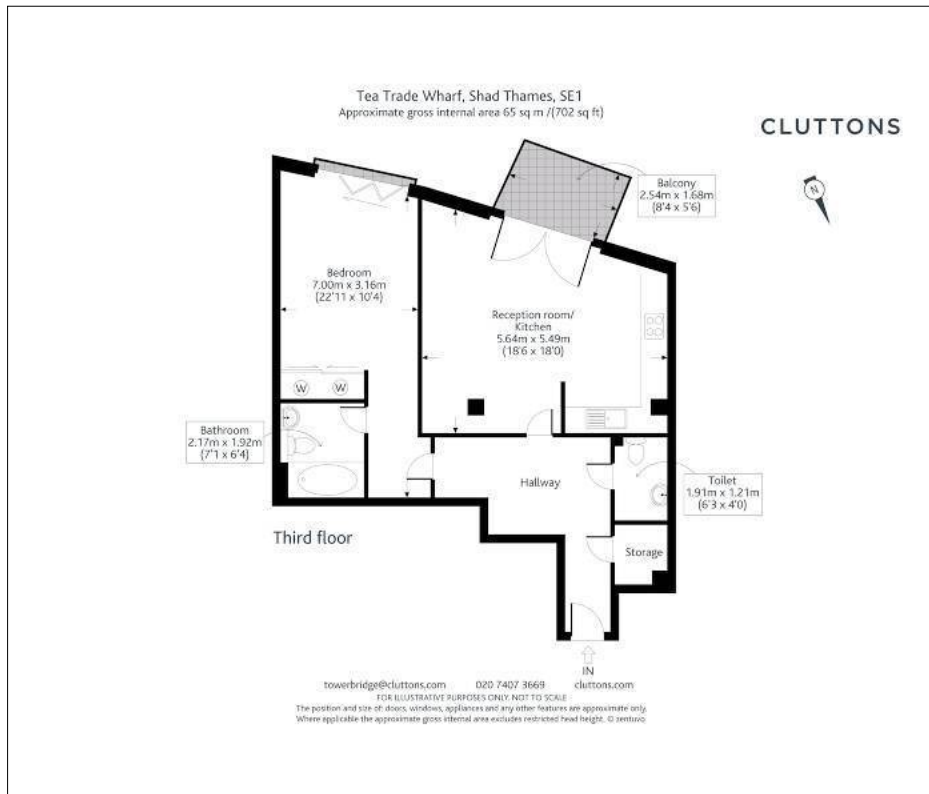 Tea Trade Wharf, Shad Thames, SE1
Approximate gross internal area 65 sq m /(702 sq ft)
CLUTTONS
N
Balcony
2.54m x 1.68m
(8'4 x 5'6)
Bedroom
7.00m x 3.16m
(22'11 x 10'4)
Reception room/
Kitchen
5.64m x 5.49m
(18'6 x 18'0)
W W
Bathroom
2.17m x 1.92m
(7'1 x 6'4)
Hallway
Toilet
1.91m x 1.21m
(6'3 x 4'0)
Third floor
Storage
IN
towerbridge@cluttons.com 020 7407 3669 cluttons.com
FOR ILLUSTRATIVE PURPOSES ONLY. NOT TO SCALE
The position and size of: doors, windows, appliances and any other features are approximate only.
Where applicable the approximate gross internal area excludes restricted head height. © zentuvo